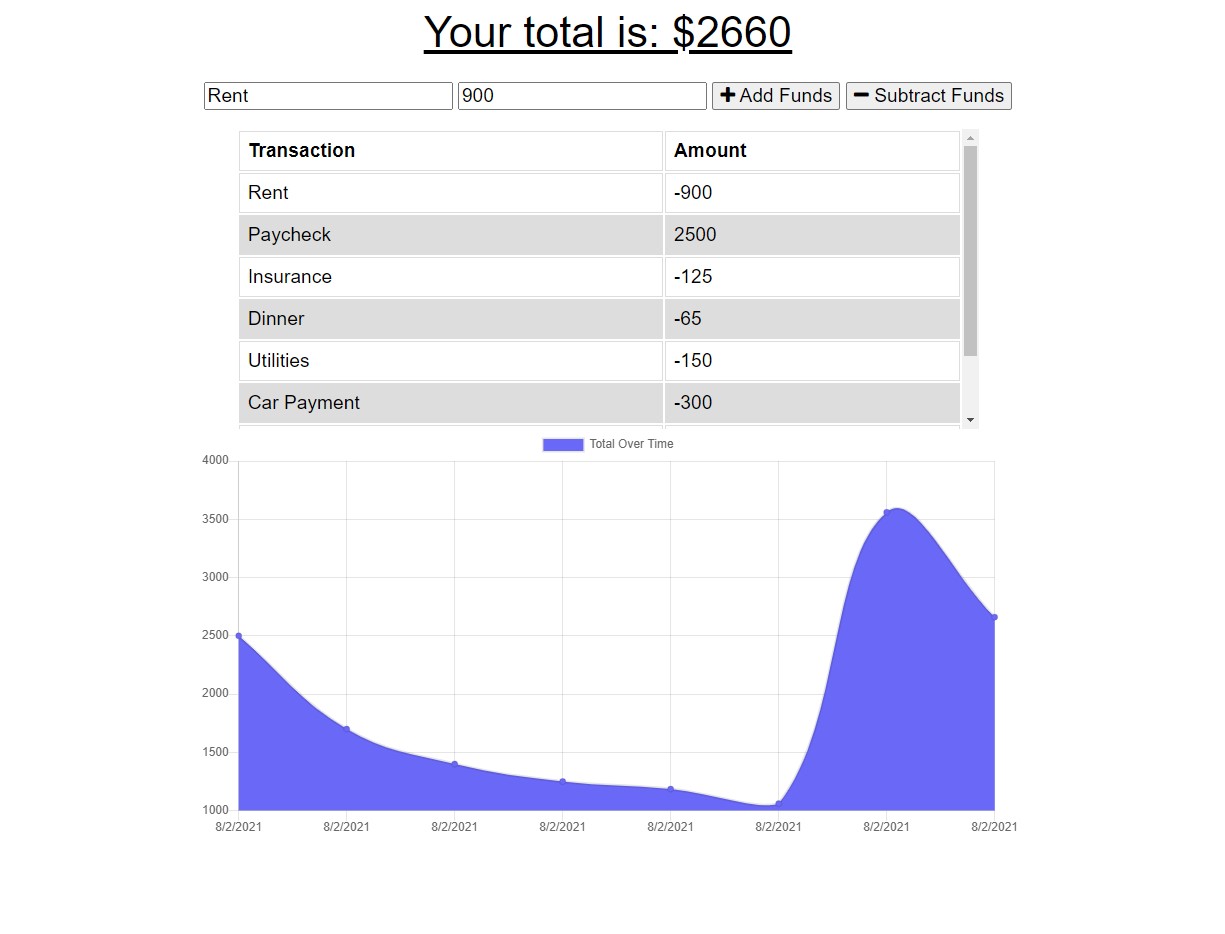 Your total is: $2660
Rent 900 Add Funds Subtract Funds
Transaction Amount
Rent -900
Paycheck 2500
Insurance -125
Dinner -65
Utilities -150
Car Payment -300
Total Over Time
4000
3500
3000
2500
2000
1500
1000
8/2/2021 8/2/2021 8/2/2021 8/2/2021 8/2/2021 8/2/2021 8/2/2021 8/2/2021